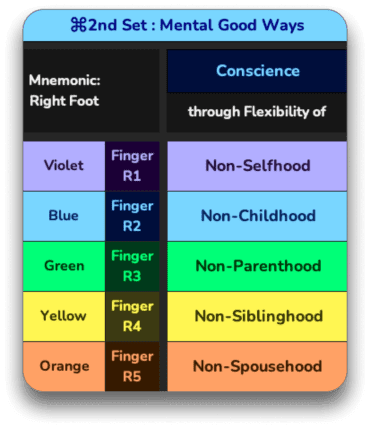 ⌘2nd Set : Mental Good Ways
Mnemonic:
Right Foot
Conscience
through Flexibility of
Violet
Finger
R1
Non-Selfhood
Blue
Finger
R2
Non-Childhood
Green
Finger
R3
Non-Parenthood
Yellow
Finger
R4
Non-Siblinghood
Orange
Finger
R5
Non-Spousehood